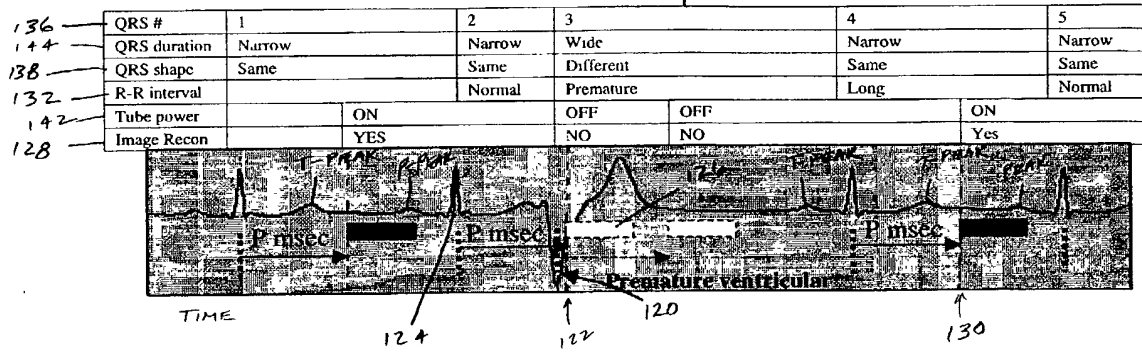 136 QRS # 1 2 3 4 5
144 QRS duration Narrow Narrow Wide Narrow Narrow
138 QRS shape Same Same Different Same Same
132 R-R interval Normal Premature Long Normal
142 Tube power ON OFF OFF ON
128 Image Recon YES NO NO Yes
T-PEAK P-PEAK 126 P-PEAK T-PEAK PEAK
P msec P msec P msec
Premature ventricular
TIME 124 122 120 130